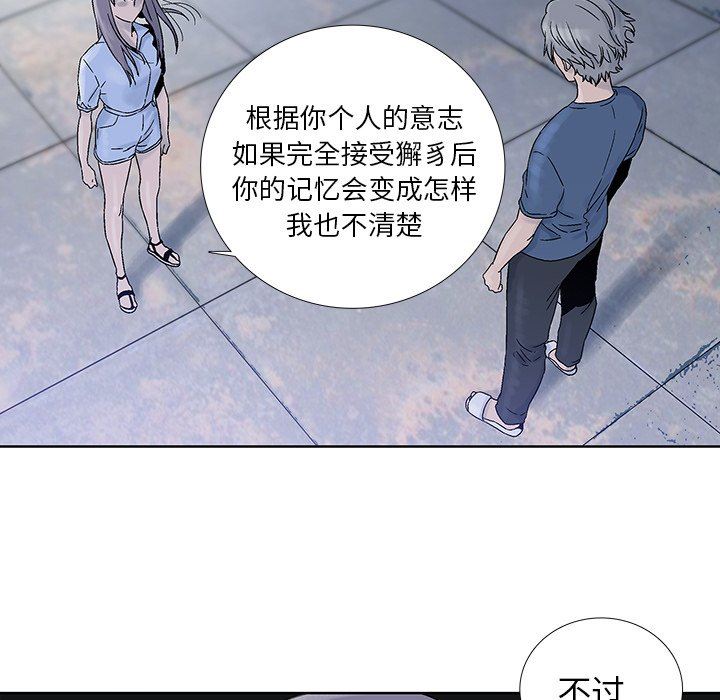 根据你个人的意志
如果完全接受獬豸后
你的记忆会变成怎样
我也不清楚
不过